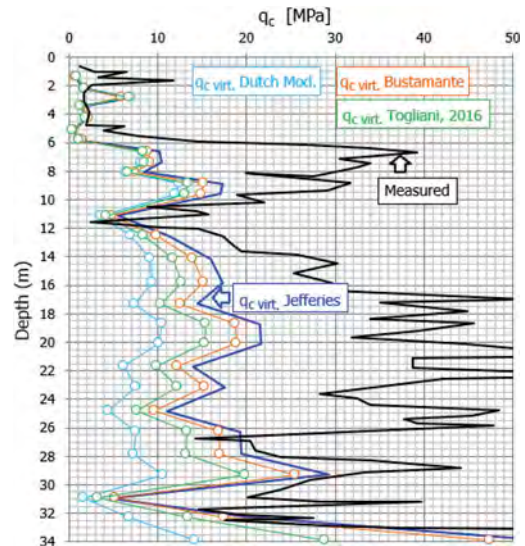 q_c [MPa]
0 10 20 30 40 50
0
2
4
6
8
10
12
14
16
18
20
22
24
26
28
30
32
34
Depth (m)
q_c virt. Dutch Mod.
q_c virt. Bustamante
q_c virt. Togliani, 2016
Measured
q_c virt. Jefferies